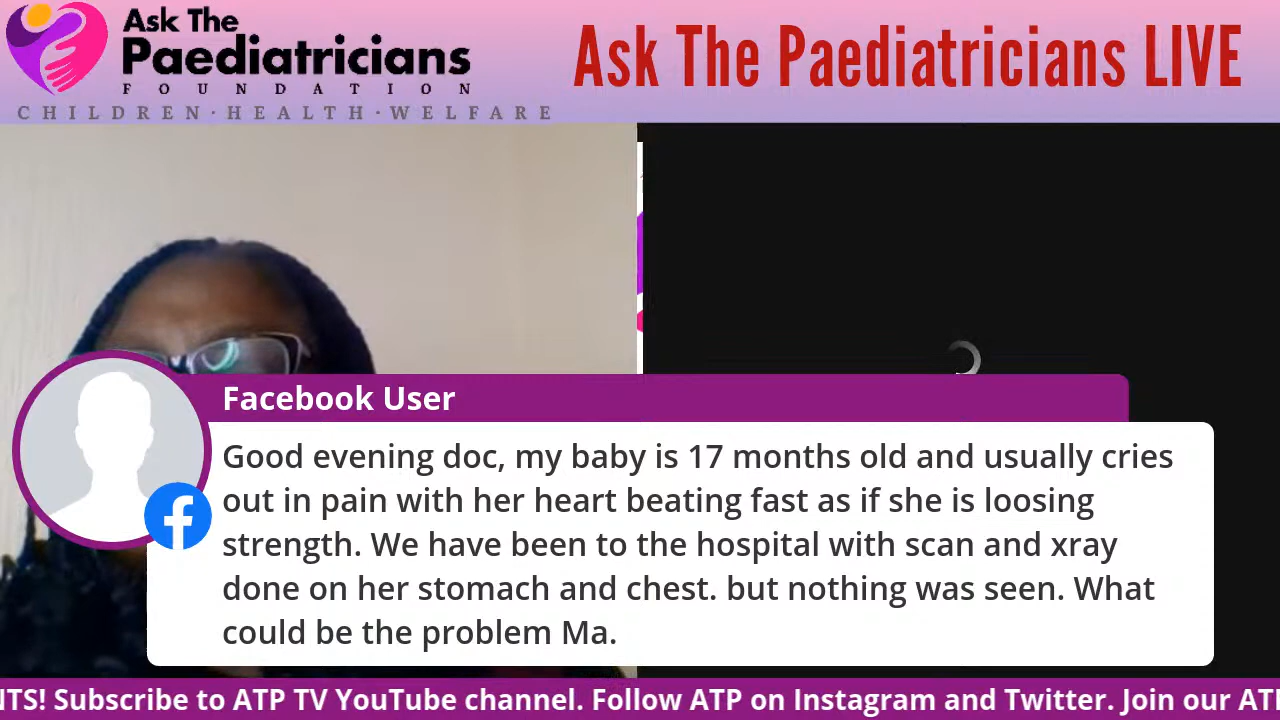 Ask The
Paediatricians
FOUNDATION
CHILDREN·HEALTH·WELFARE
Ask The Paediatricians LIVE
Facebook User
Good evening doc, my baby is 17 months old and usually cries
out in pain with her heart beating fast as if she is loosing
strength. We have been to the hospital with scan and xray
done on her stomach and chest. but nothing was seen. What
could be the problem Ma.
NTS! Subscribe to ATP TV YouTube channel. Follow ATP on Instagram and Twitter. Join our AT